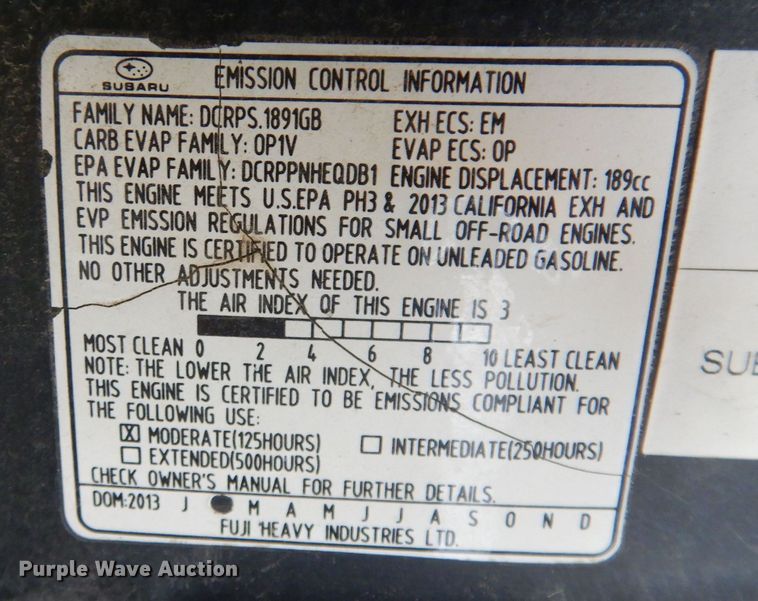 SUBARU
EMISSION CONTROL INFORMATION
FAMILY NAME: DCRPS.1891GB EXH ECS: EM
CARB EVAP FAMILY: OP1V EVAP ECS: OP
EPA EVAP FAMILY: DCRPPNHEQDB1 ENGINE DISPLACEMENT: 189cc
THIS ENGINE MEETS U.S.EPA PH3 & 2013 CALIFORNIA EXH AND
EVP EMISSION REGULATIONS FOR SMALL OFF-ROAD ENGINES.
THIS ENGINE IS CERTIFIED TO OPERATE ON UNLEADED GASOLINE.
NO OTHER ADJUSTMENTS NEEDED.
THE AIR INDEX OF THIS ENGINE IS 3
MOST CLEAN 0 2 4 6 8 10 LEAST CLEAN
NOTE: THE LOWER THE AIR INDEX, THE LESS POLLUTION.
THIS ENGINE IS CERTIFIED TO BE EMISSIONS COMPLIANT FOR
THE FOLLOWING USE:
☒ MODERATE(125HOURS) ☐ INTERMEDIATE(250HOURS)
☐ EXTENDED(500HOURS)
CHECK OWNER'S MANUAL FOR FURTHER DETAILS.
DOM:2013 J M A M J J A S O N D
FUJI HEAVY INDUSTRIES LTD.
SUB
Purple Wave Auction